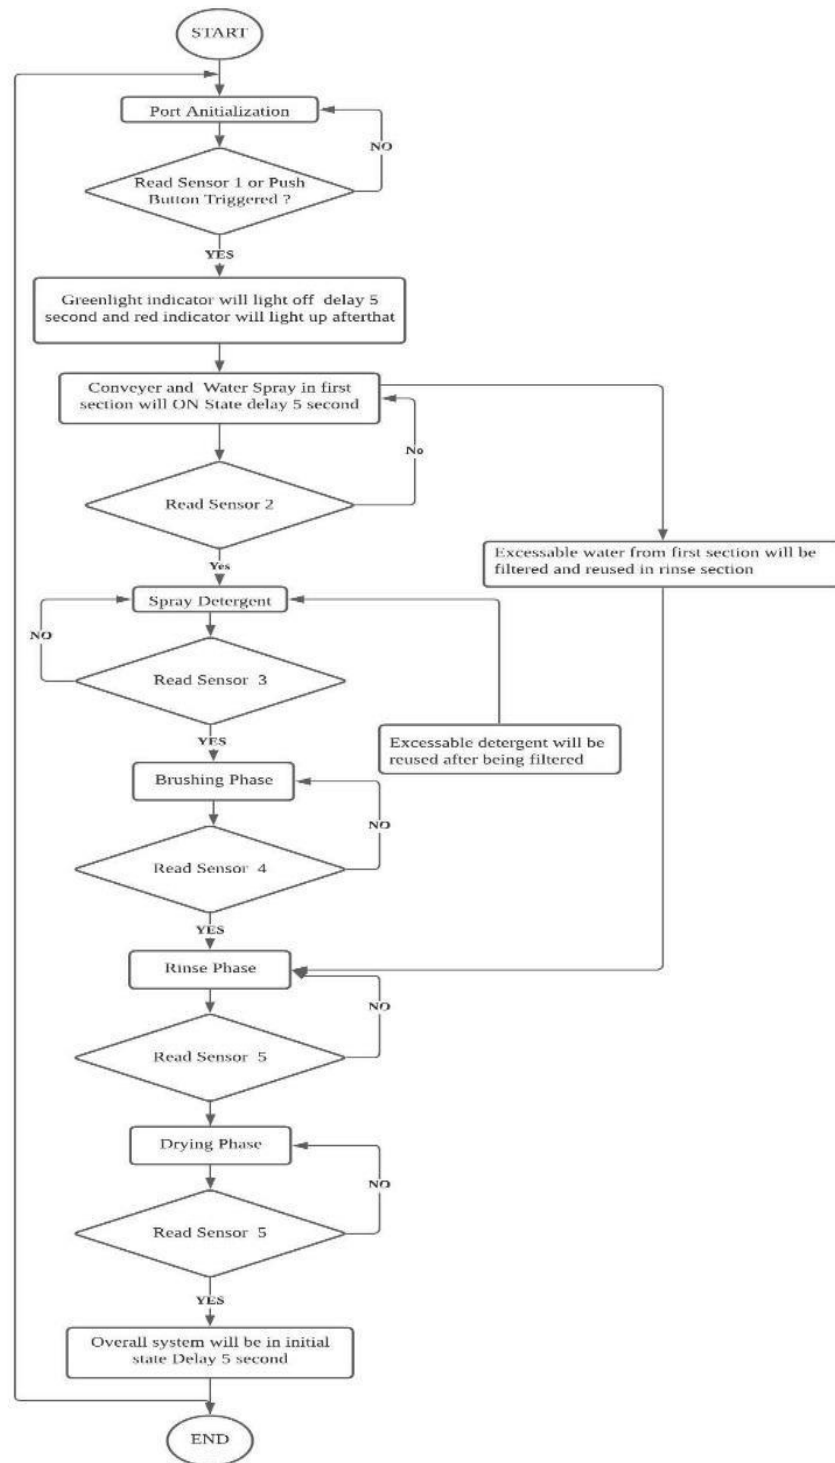 START
Port Anitialization
NO
Read Sensor 1 or Push
Button Triggered ?
YES
Greenlight indicator will light off delay 5
second and red indicator will light up afterthat
Conveyer and Water Spray in first
section will ON State delay 5 second
No
Read Sensor 2
Excessable water from first section will be
filtered and reused in rinse section
Yes
Spray Detergent
NO
Read Sensor 3
YES
Excessable detergent will be
reused after being filtered
Brushing Phase
NO
Read Sensor 4
YES
Rinse Phase
NO
Read Sensor 5
Drying Phase
NO
Read Sensor 5
YES
Overall system will be in initial
state Delay 5 second
END